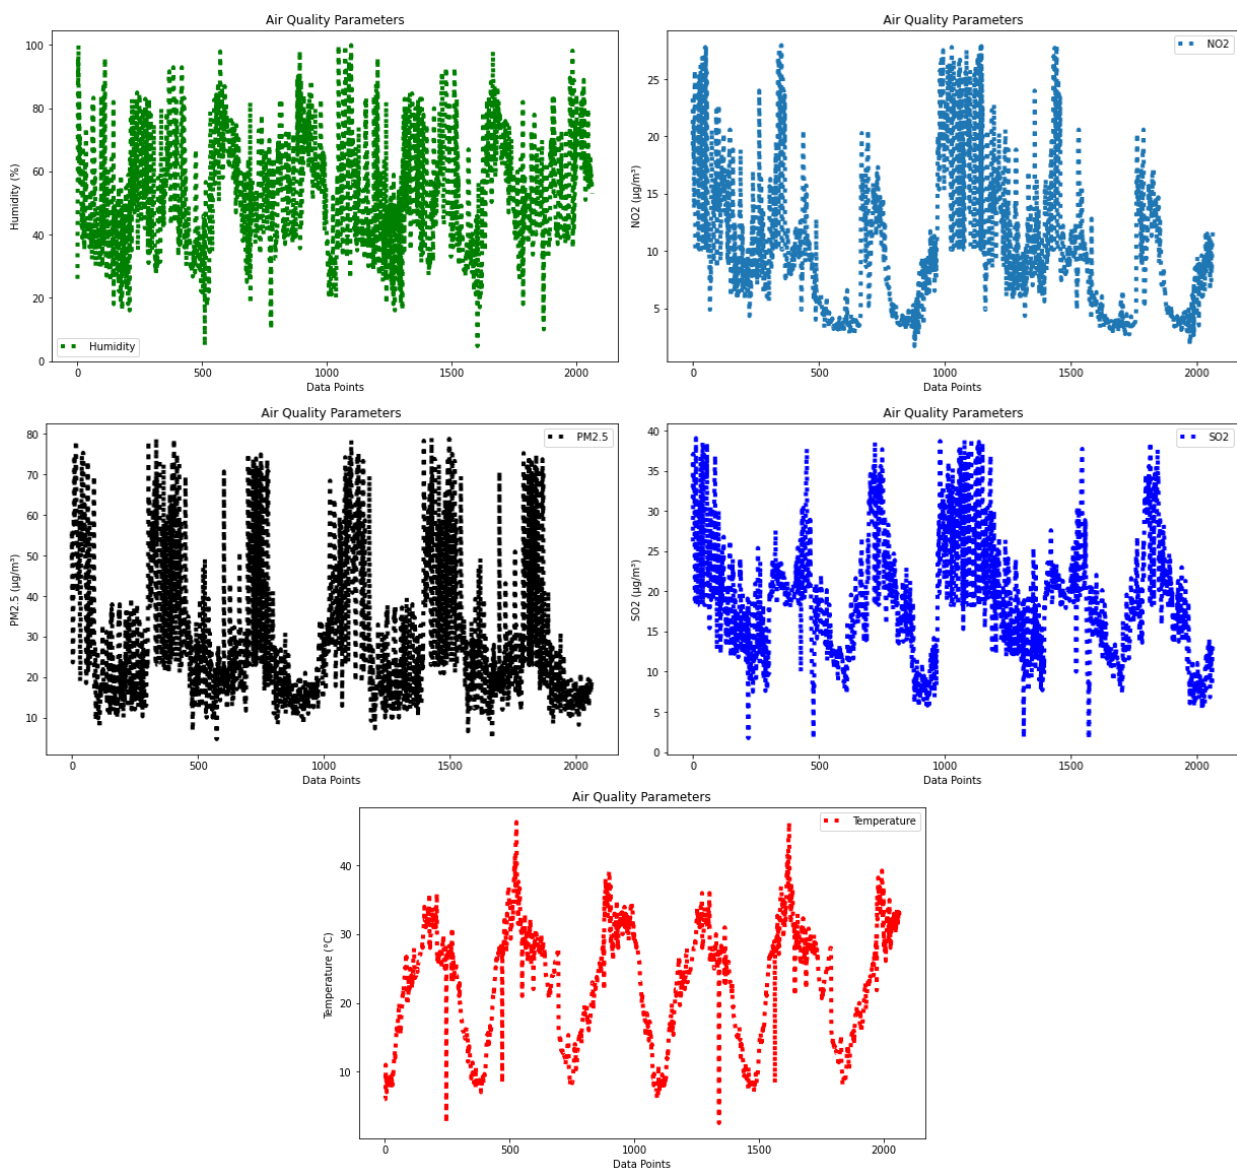 Air Quality Parameters
Humidity (%)
100
80
60
40
20
0
Humidity
0 500 1000 1500 2000
Data Points
Air Quality Parameters
NO2 (µg/m³)
25
20
15
10
5
NO2
0 500 1000 1500 2000
Data Points
Air Quality Parameters
PM2.5 (µg/m³)
80
70
60
50
40
30
20
10
PM2.5
0 500 1000 1500 2000
Data Points
Air Quality Parameters
SO2 (µg/m³)
40
35
30
25
20
15
10
5
0
SO2
0 500 1000 1500 2000
Data Points
Air Quality Parameters
Temperature (°C)
40
30
20
10
Temperature
0 500 1000 1500 2000
Data Points